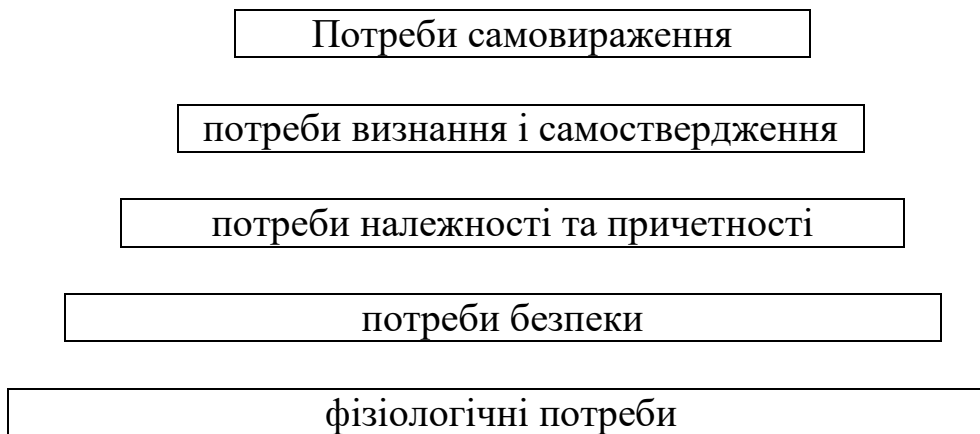 Потреби самовираження
потреби визнання і самоствердження
потреби належності та причетності
потреби безпеки
фізіологічні потреби